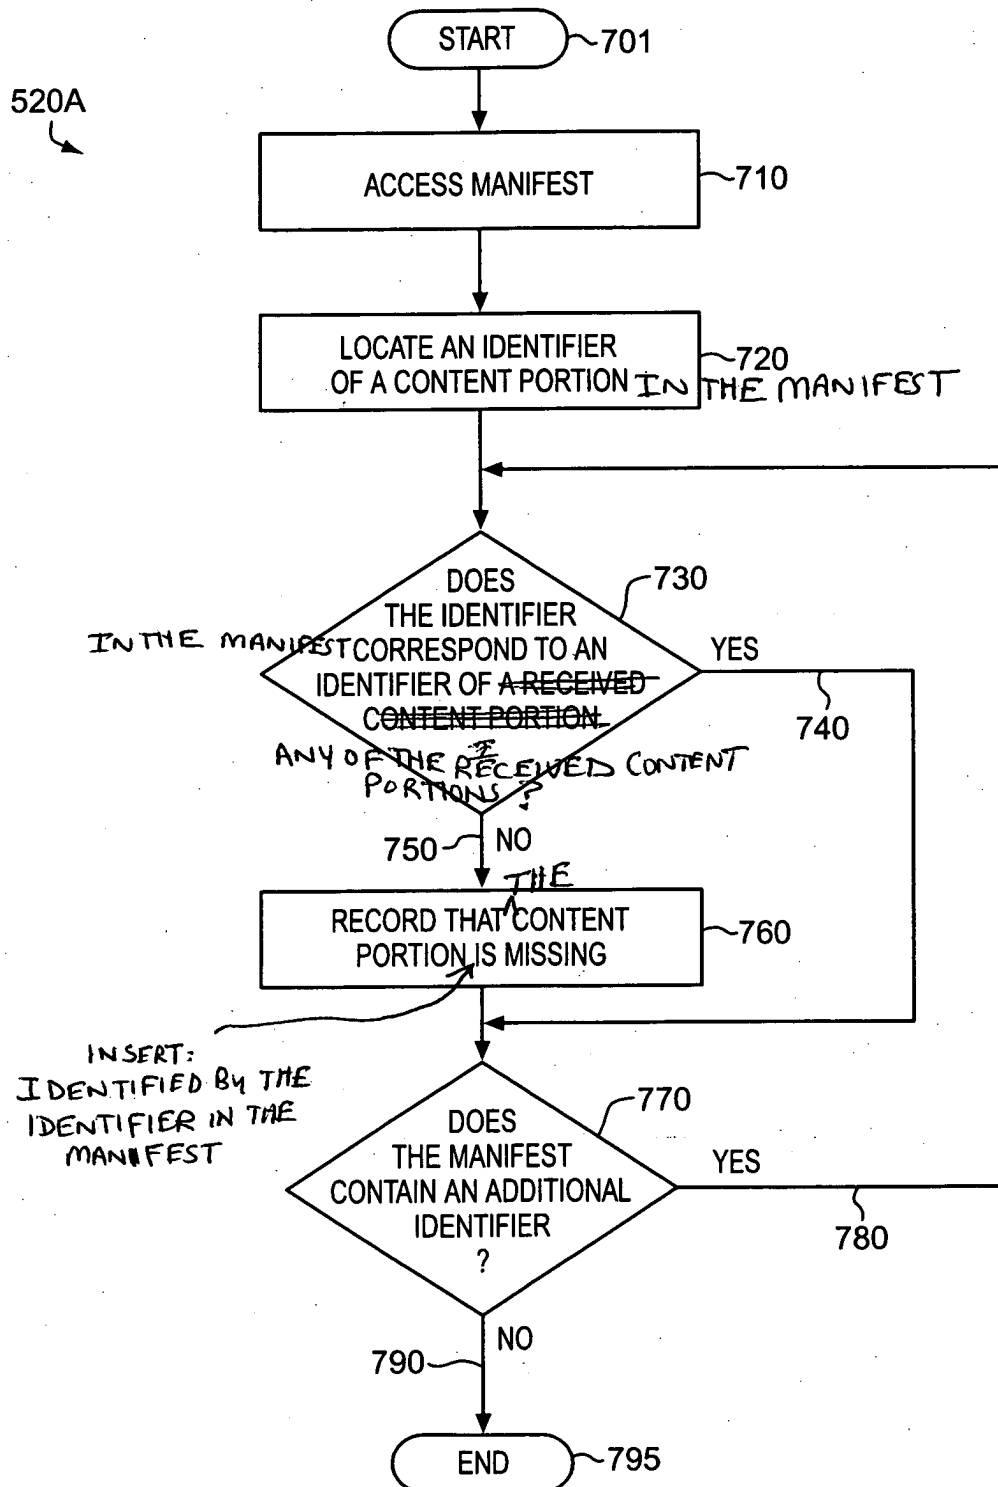 START
701
520A
ACCESS MANIFEST
710
LOCATE AN IDENTIFIER
OF A CONTENT PORTION IN THE MANIFEST
720
DOES
THE IDENTIFIER
730
IN THE MANIFEST CORRESPOND TO AN
IDENTIFIER OF A RECEIVED
CONTENT PORTION
ANY OF THE RECEIVED CONTENT
PORTIONS ?
YES
740
750
NO
THE
RECORD THAT CONTENT
PORTION IS MISSING
760
INSERT:
IDENTIFIED BY THE
IDENTIFIER IN THE
MANIFEST
DOES
THE MANIFEST
CONTAIN AN ADDITIONAL
IDENTIFIER
?
770
YES
780
NO
790
END
795